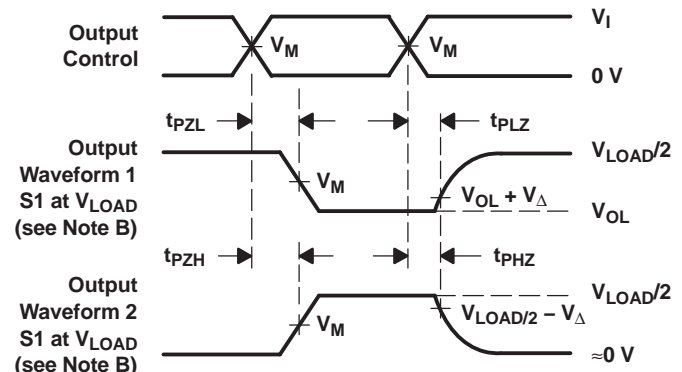 Output
Control
V_M
V_M
V_I
0 V
t_PZL
t_PLZ
Output
Waveform 1
S1 at V_LOAD
(see Note B)
V_M
V_LOAD/2
V_OL + V_Δ
V_OL
t_PZH
t_PHZ
Output
Waveform 2
S1 at V_LOAD
(see Note B)
V_M
V_LOAD/2
V_LOAD/2 – V_Δ
≈0 V